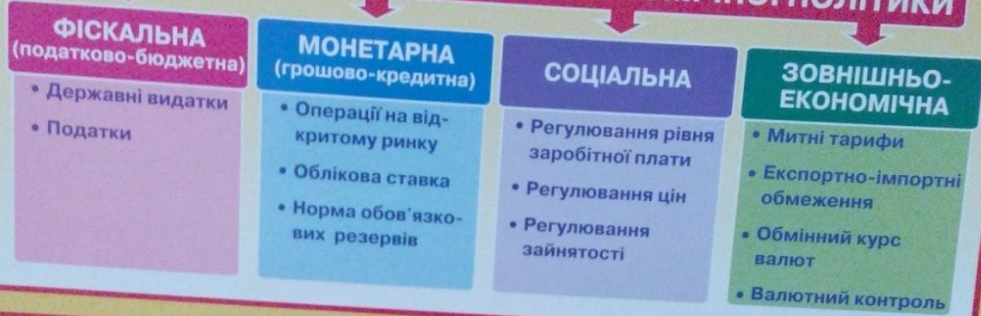 ПОЛІТИКИ
ФІСКАЛЬНА
(податково-бюджетна)
• Державні видатки
• Податки
МОНЕТАРНА
(грошово-кредитна)
• Операції на від-
критому ринку
• Облікова ставка
• Норма обов'язко-
вих резервів
СОЦІАЛЬНА
• Регулювання рівня
заробітної плати
• Регулювання цін
• Регулювання
зайнятості
ЗОВНІШНЬО-
ЕКОНОМІЧНА
• Митні тарифи
• Експортно-імпортні
обмеження
• Обмінний курс
валют
• Валютний контроль